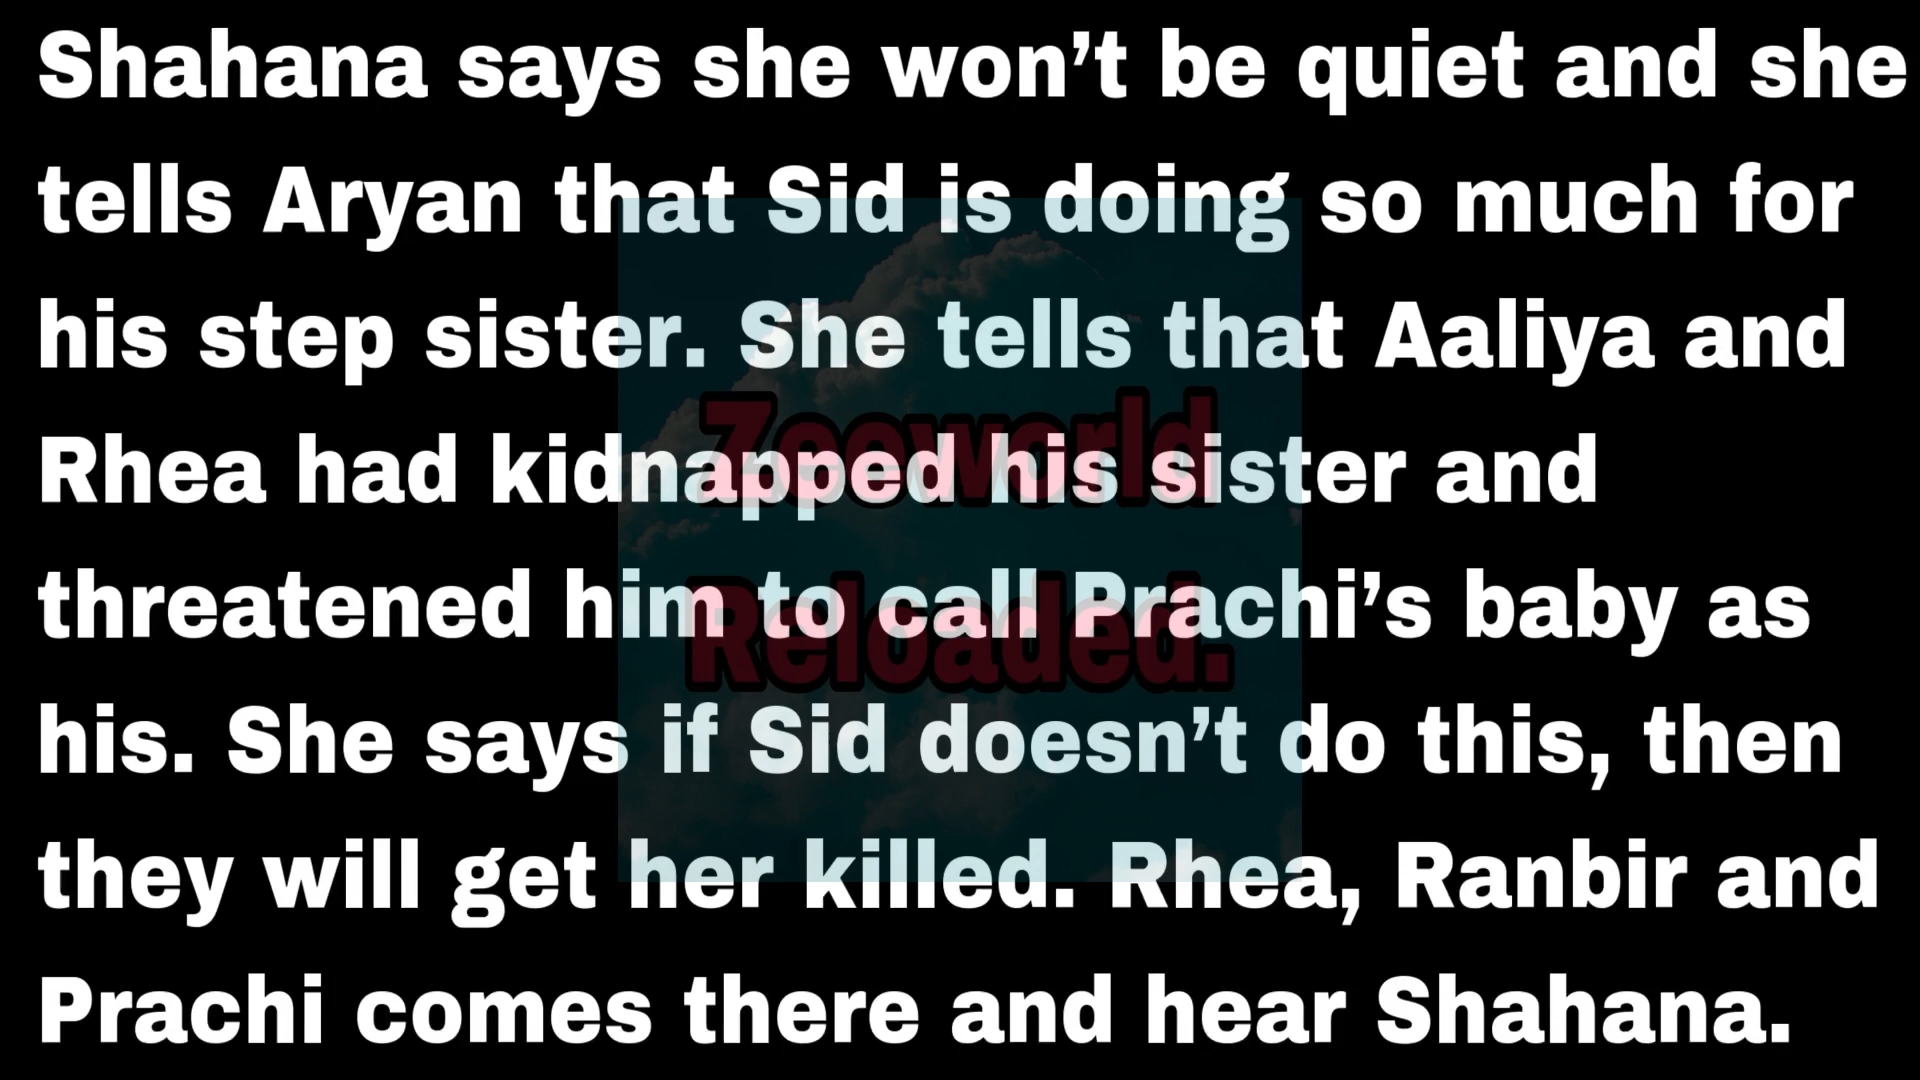 Shahana says she won’t be quiet and she
tells Aryan that Sid is doing so much for
his step sister. She tells that Aaliya and
Rhea had kidnapped his sister and
threatened him to call Prachi’s baby as
his. She says if Sid doesn’t do this, then
they will get her killed. Rhea, Ranbir and
Prachi comes there and hear Shahana.
Zeeworld
Reloaded.